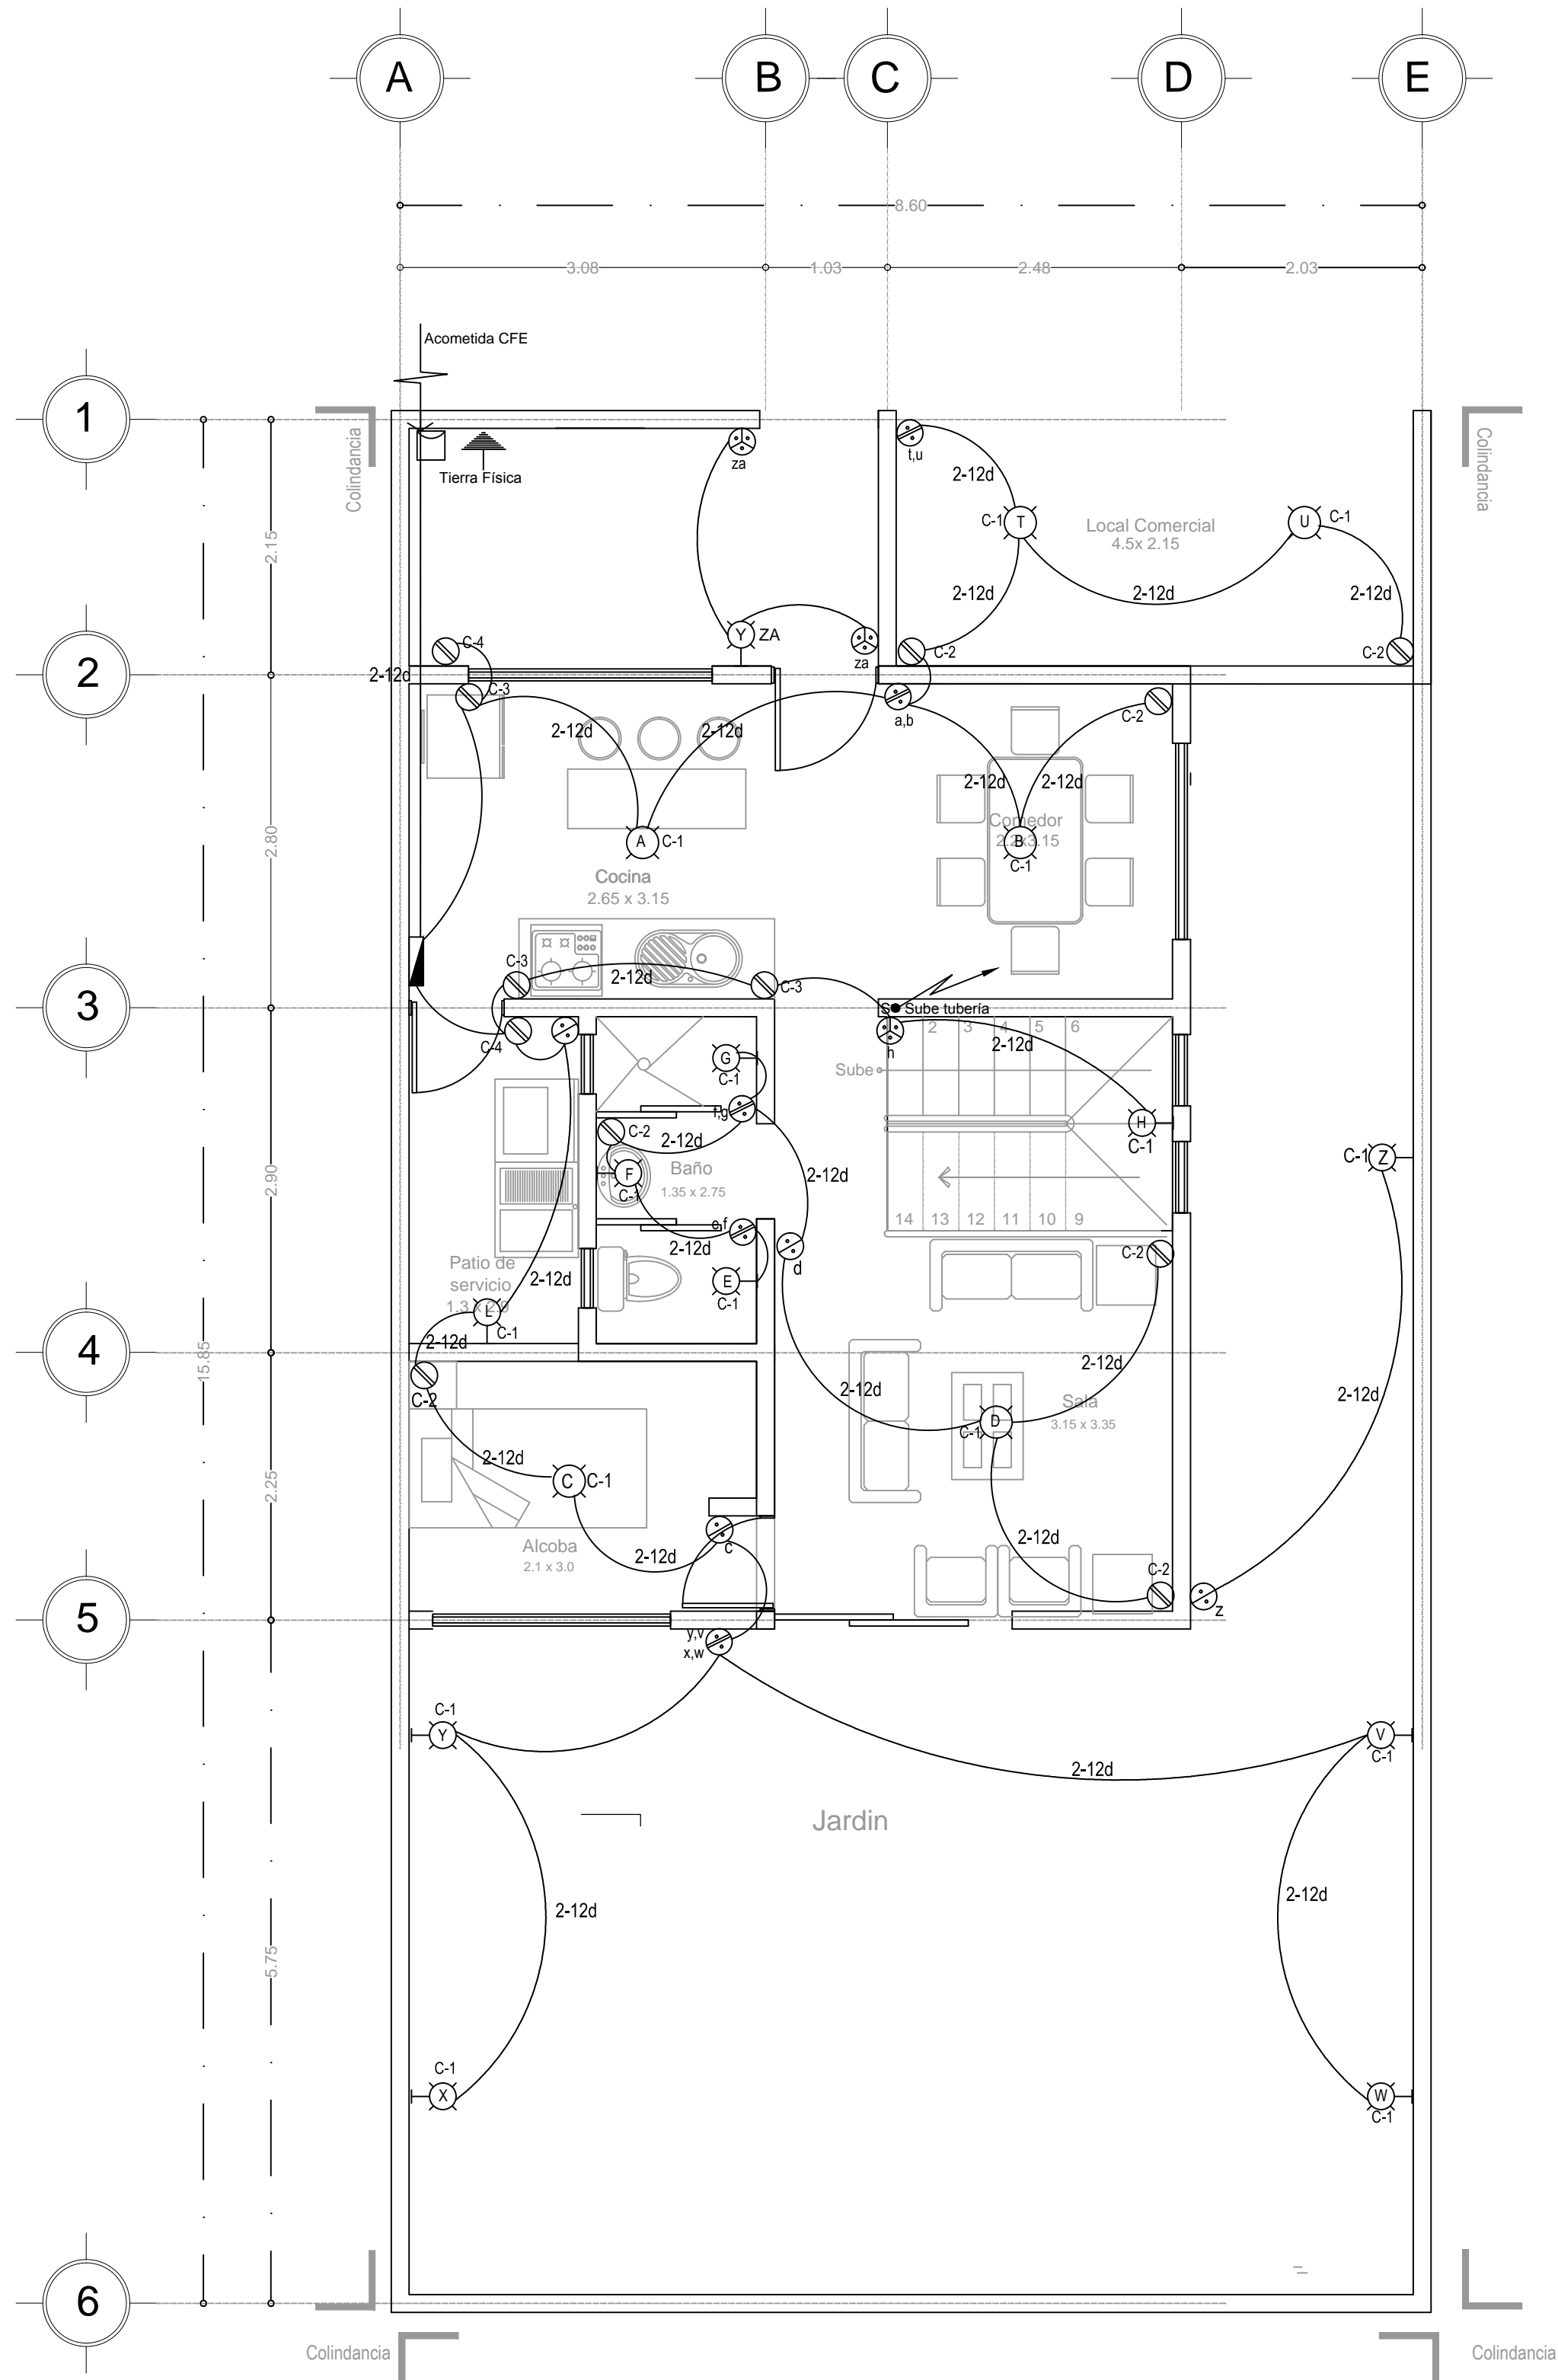 A
B
C
D
E
8.60
3.08
1.03
2.48
2.03
Acometida CFE
1
Colindancia
Colindancia
Tierra Física
za
t,u
2-12d
C-1
T
Local Comercial
4.5x 2.15
U
C-1
2.15
2-12d
2-12d
2-12d
Y
ZA
za
C-4
C-2
C-2
2
2-12d
C-3
a,b
C-2
2-12d
2-12d
2-12d
2-12d
2.80
Comedor
2.2x3.15
A
C-1
B
C-1
Cocina
2.65 x 3.15
C-3
2-12d
C-3
3
S
Sube tubería
C-4
h
2
3
4
5
6
2-12d
G
C-1
Sube
f,g
H
C-1
C-2
2-12d
C-1
Z
Baño
1.35 x 2.75
F
C-1
2-12d
2.90
14
13
12
11
10
9
e,f
2-12d
d
C-2
Patio de
servicio
1.3 x 2.9
2-12d
E
C-1
L
C-1
2-12d
4
15.85
2-12d
2-12d
2-12d
C-2
Sala
3.15 x 3.35
D
C-1
2-12d
C
C-1
2.25
2-12d
c
Alcoba
2.1 x 3.0
2-12d
C-2
z
5
y,v
x,w
C-1
Y
V
C-1
2-12d
Jardin
2-12d
2-12d
5.75
C-1
X
W
C-1
6
Colindancia
Colindancia